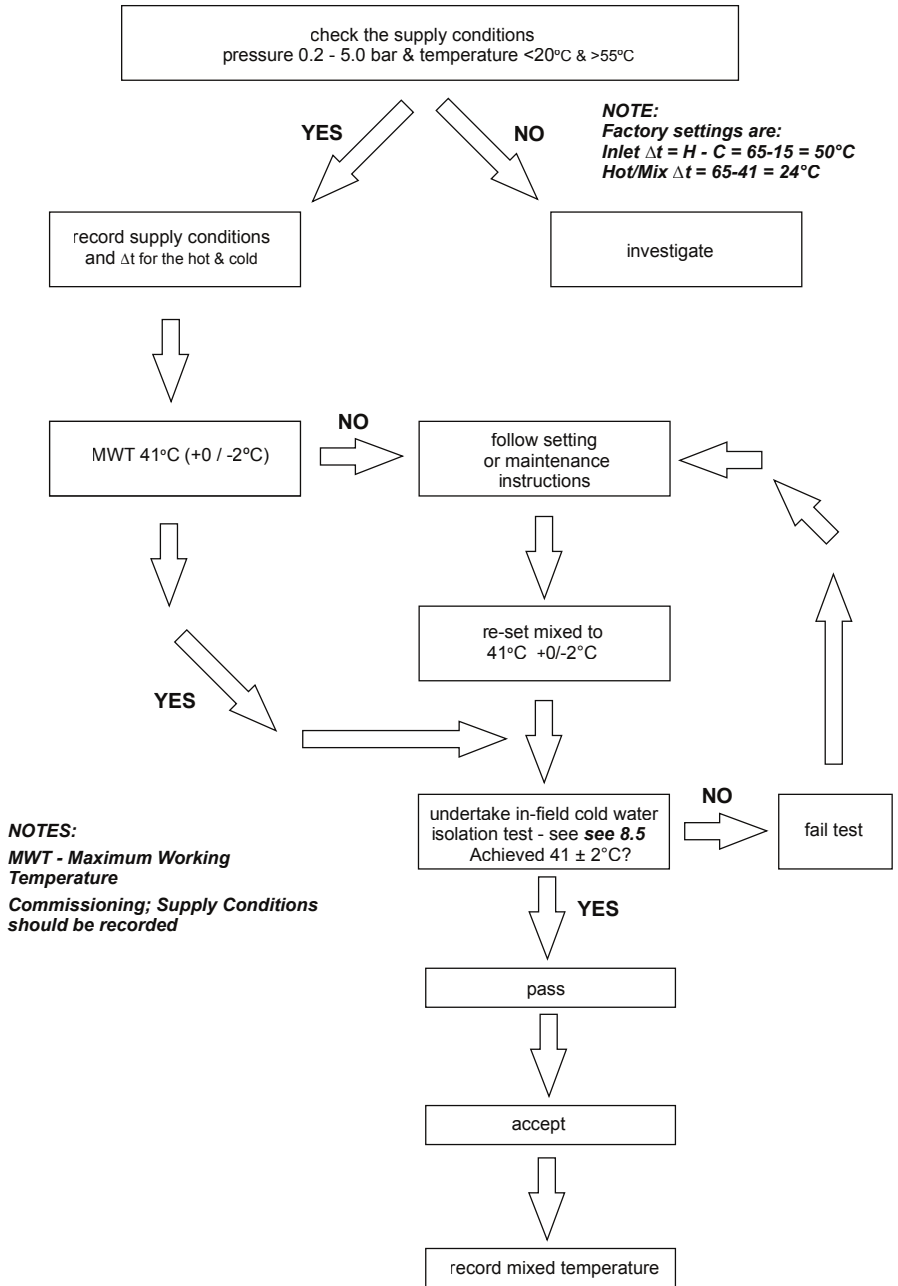 check the supply conditions
pressure 0.2 - 5.0 bar & temperature <20ºC & >55ºC
YES
NO
NOTE:
Factory settings are:
Inlet Δt = H - C = 65-15 = 50°C
Hot/Mix Δt = 65-41 = 24°C
record supply conditions
and Δt for the hot & cold
investigate
MWT 41ºC (+0 / -2ºC)
NO
follow setting
or maintenance
instructions
re-set mixed to
41ºC +0/-2°C
YES
undertake in-field cold water
isolation test - see see 8.5
Achieved 41 ± 2°C?
NO
fail test
NOTES:
MWT - Maximum Working
Temperature
Commissioning; Supply Conditions
should be recorded
YES
pass
accept
record mixed temperature